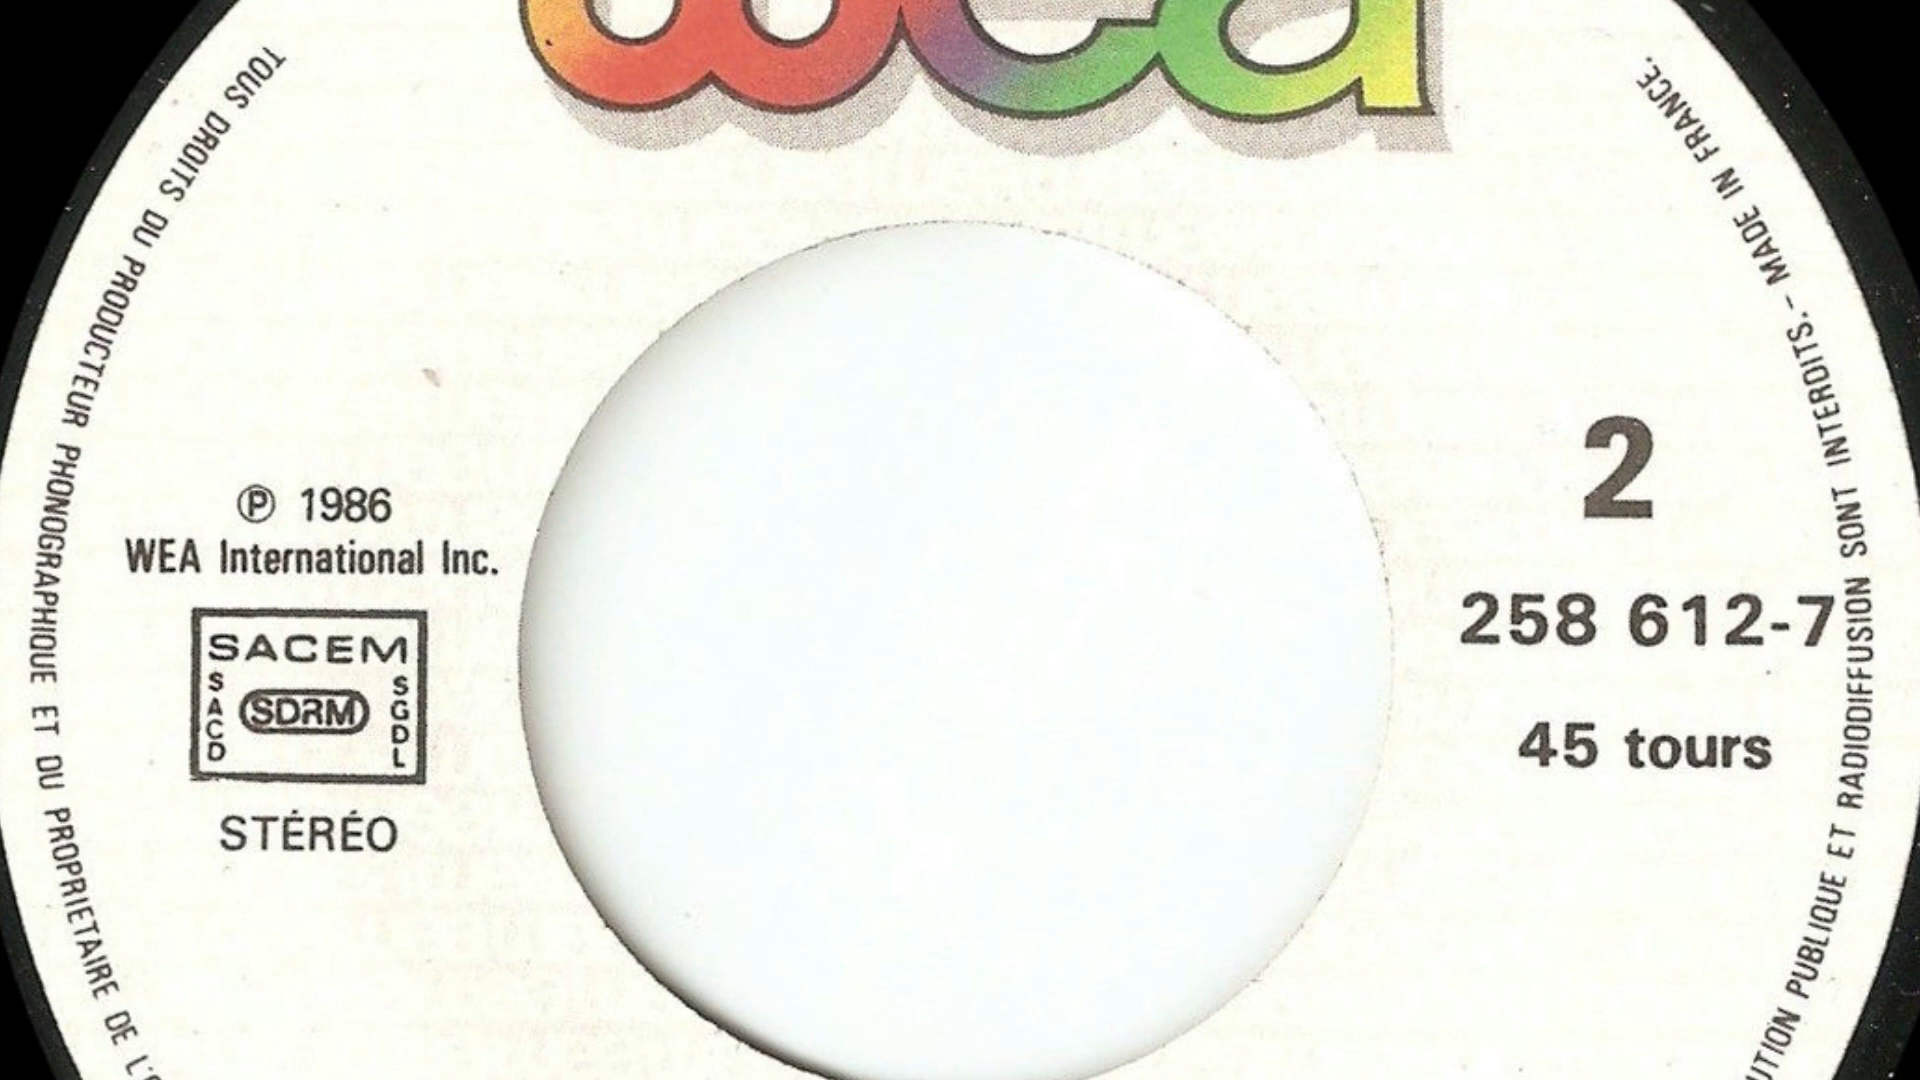 wea
TOUS DROITS DU PRODUCTEUR PHONOGRAPHIQUE ET DU PROPRIETAIRE DE L'
PUBLIQUE ET RADIODIFFUSION SONT INTERDITS. - MADE IN FRANCE.
℗ 1986
WEA International Inc.
SACEM
SACD
SDRM
SGDL
STÉRÉO
2
258 612-7
45 tours